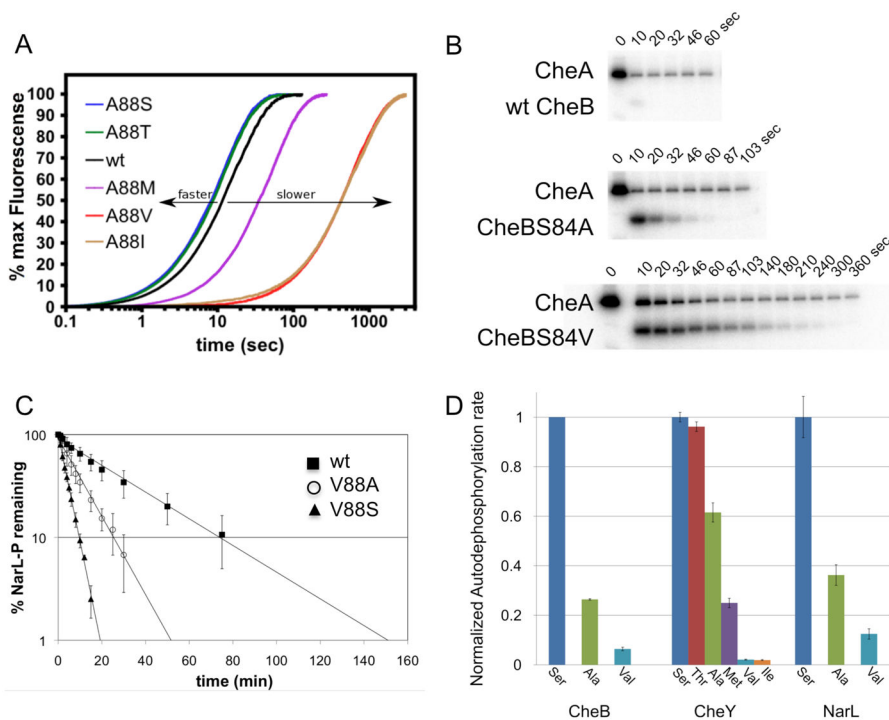 A
% max Fluorescense
100
90
80
70
60
50
40
30
20
10
0
A88S
A88T
wt
A88M
A88V
A88I
faster
slower
0.1 1 10 100 1000
time (sec)
B
0 10 20 32 46 60 sec
CheA
wt CheB
0 10 20 32 46 60 87 103 sec
CheA
CheBS84A
0 10 20 32 46 60 87 103 140 180 210 240 300 360 sec
CheA
CheBS84V
C
% NarL-P remaining
100
10
1
wt
V88A
V88S
0 20 40 60 80 100 120 140 160
time (min)
D
Normalized Autodephosphorylation rate
1
0.8
0.6
0.4
0.2
0
Ser Ala Val Ser Thr Ala Met Val Ile Ser Ala Val
CheB CheY NarL